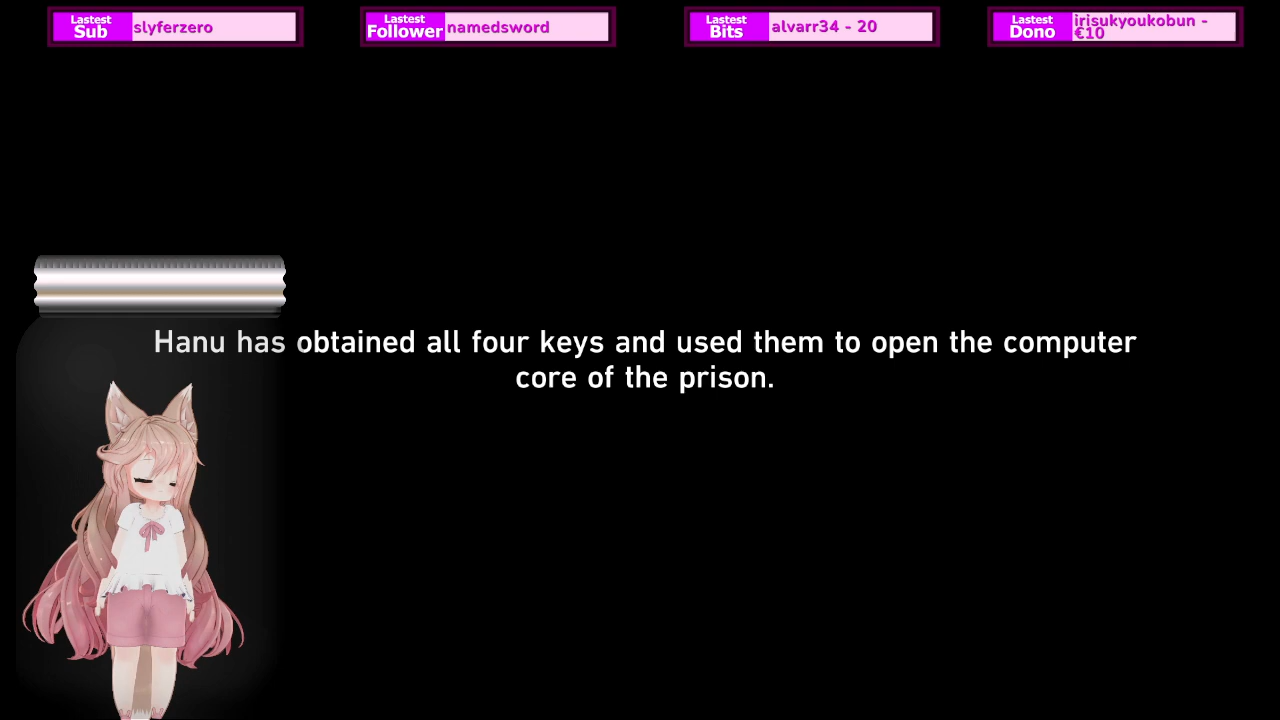 Lastest
Sub
slyferzero
Lastest
Follower
namedsword
Lastest
Bits
alvarr34 - 20
Lastest
Dono
irisukyoukobun -
€10
Hanu has obtained all four keys and used them to open the computer
core of the prison.